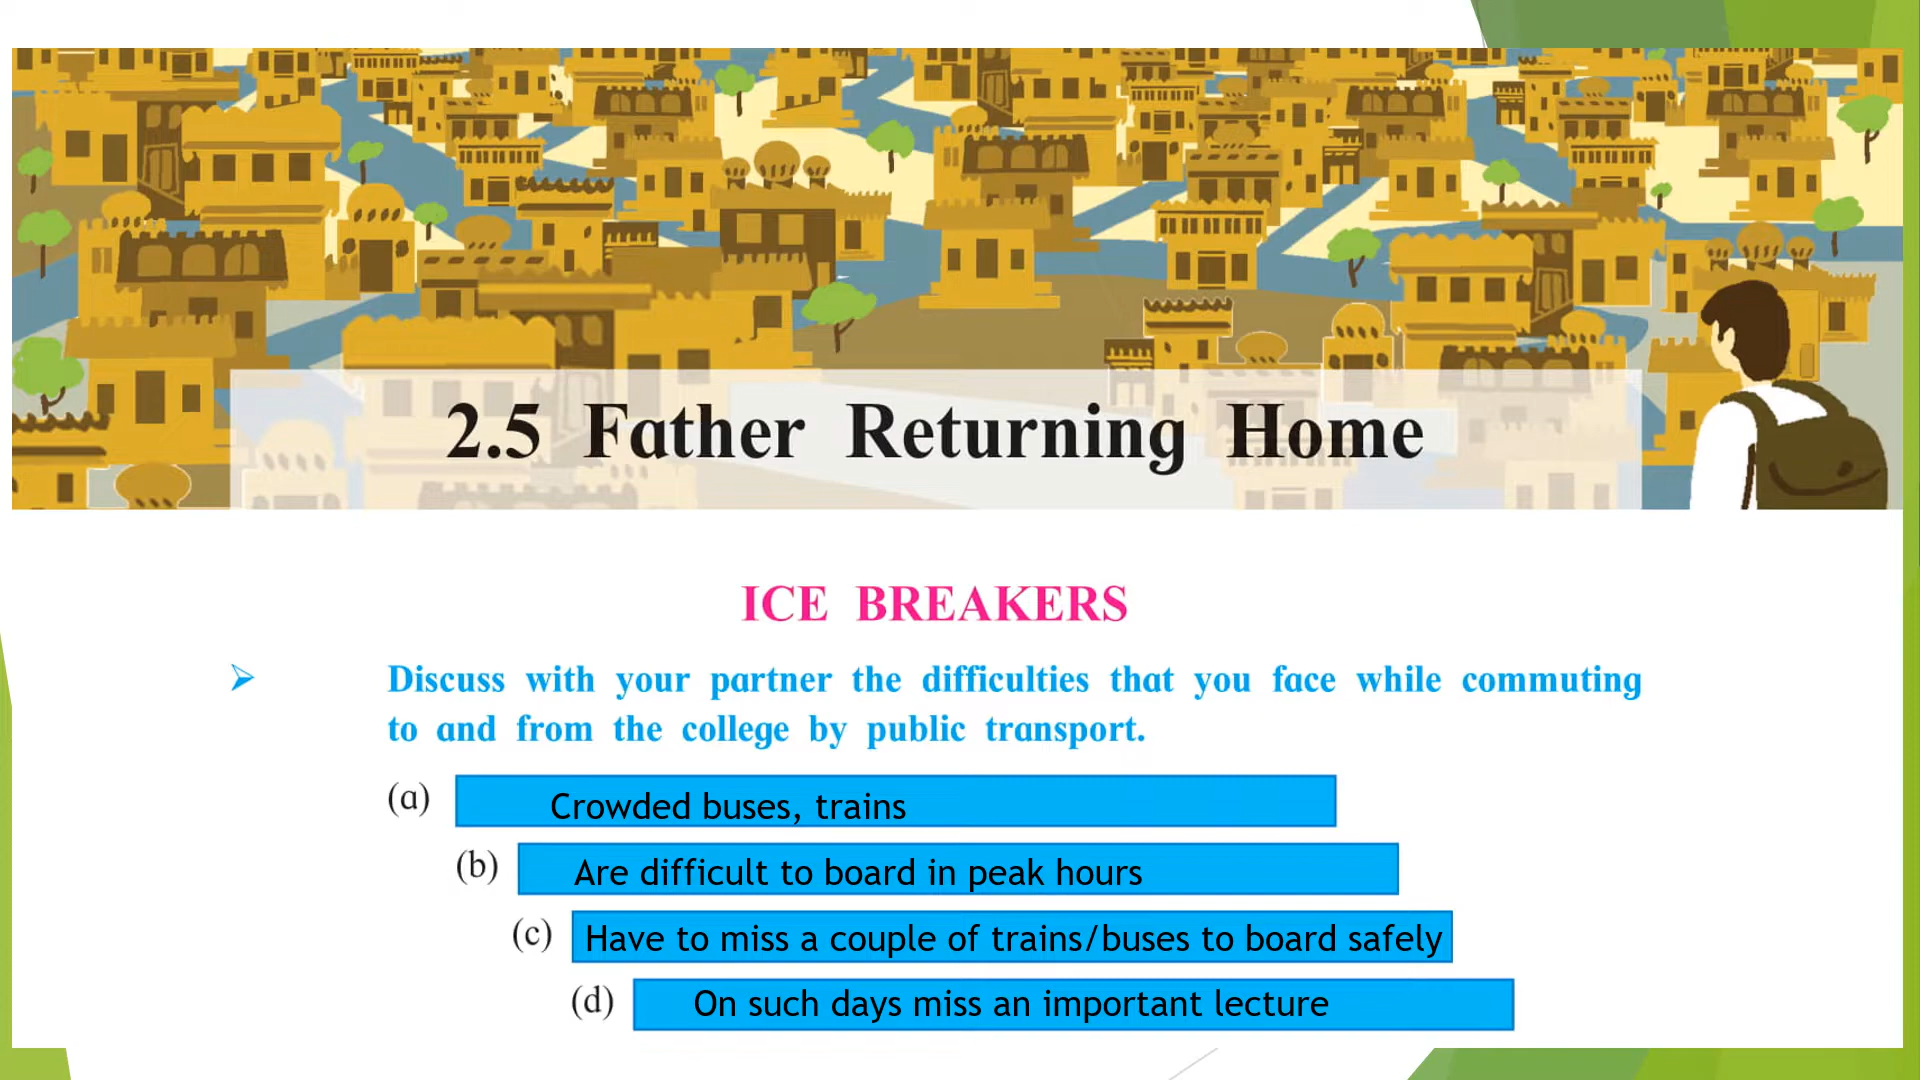 2.5 Father Returning Home
ICE BREAKERS
➢ Discuss with your partner the difficulties that you face while commuting
to and from the college by public transport.
(a) Crowded buses, trains
(b) Are difficult to board in peak hours
(c) Have to miss a couple of trains/buses to board safely
(d) On such days miss an important lecture